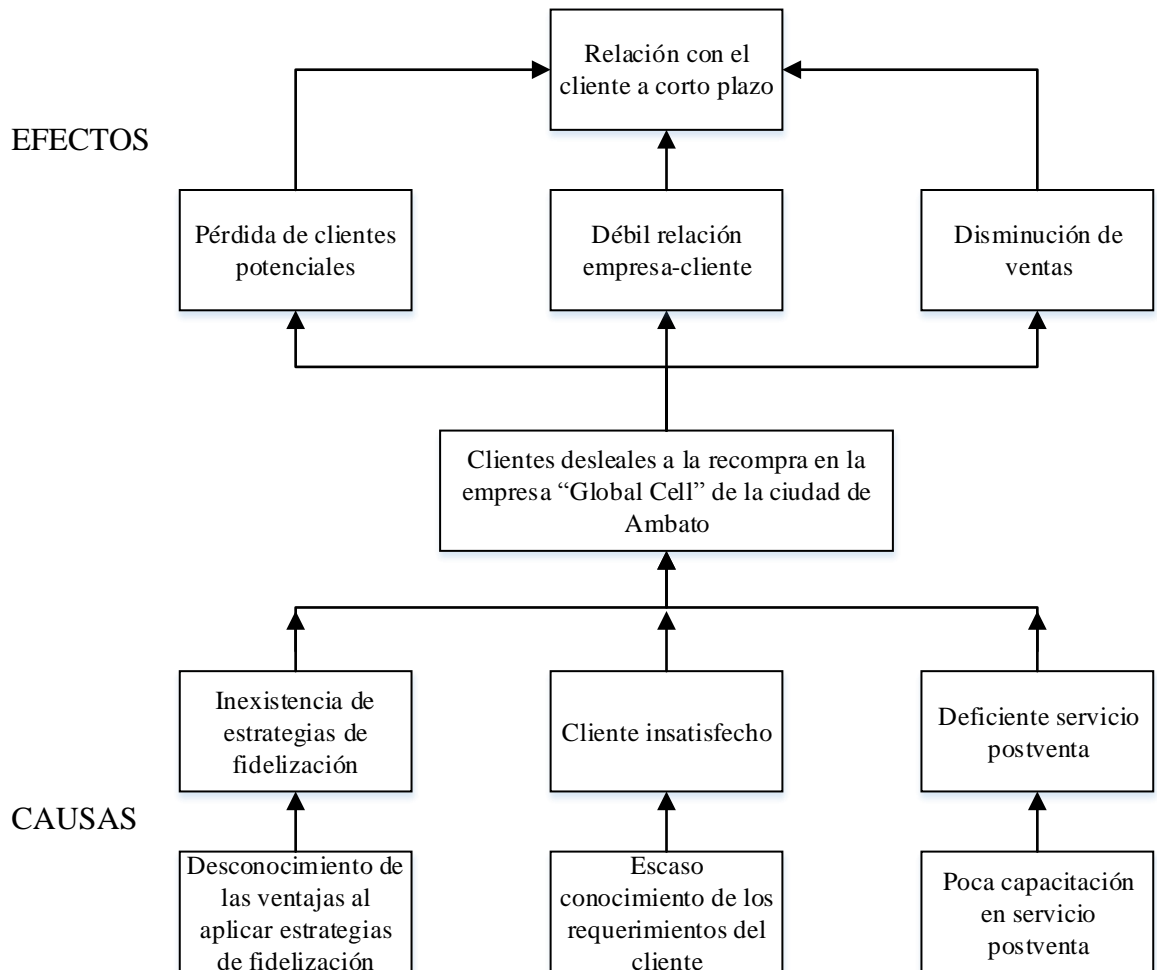 Relación con el
cliente a corto plazo
EFECTOS
Pérdida de clientes
potenciales
Débil relación
empresa-cliente
Disminución de
ventas
Clientes desleales a la recompra en la
empresa “Global Cell” de la ciudad de
Ambato
Inexistencia de
estrategias de
fidelización
Cliente insatisfecho
Deficiente servicio
postventa
CAUSAS
Desconocimiento de
las ventajas al
aplicar estrategias
de fidelización
Escaso
conocimiento de los
requerimientos del
cliente
Poca capacitación
en servicio
postventa